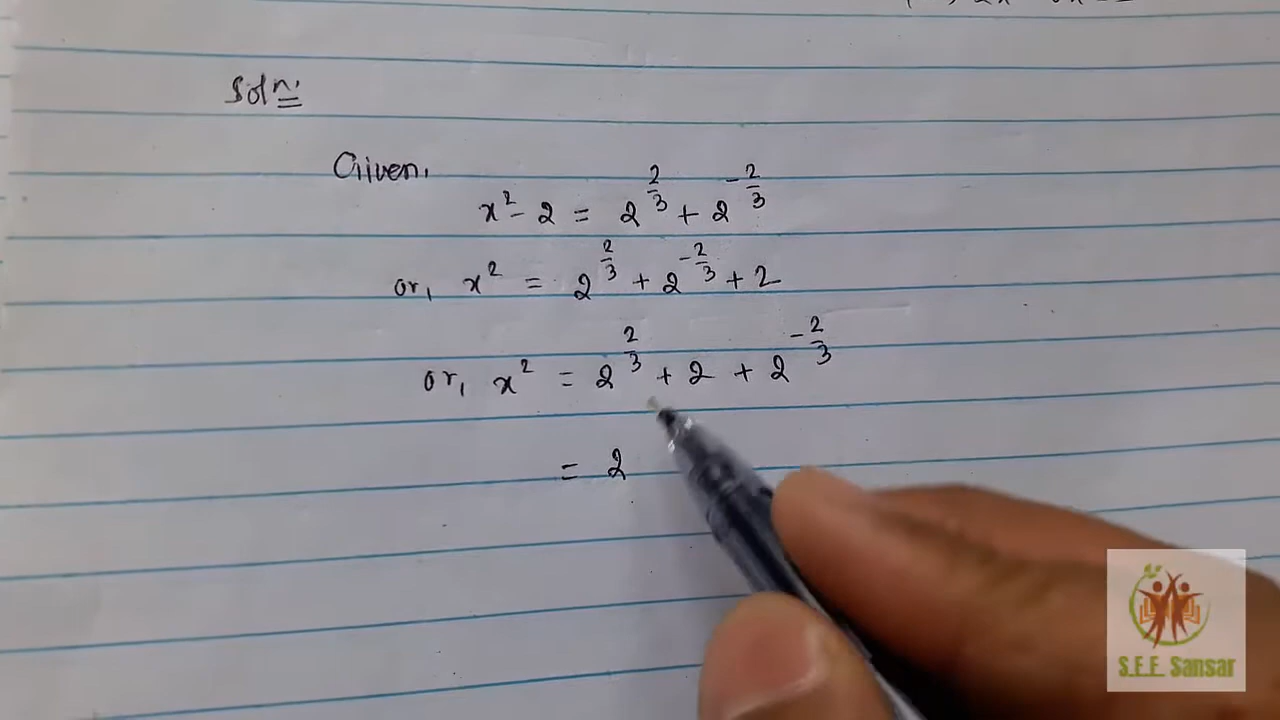 Soln:
Given,
x² - 2 = 2^(2/3) + 2^(-2/3)
or, x² = 2^(2/3) + 2^(-2/3) + 2
or, x² = 2^(2/3) + 2 + 2^(-2/3)
= 2
S.E.E. Sansar